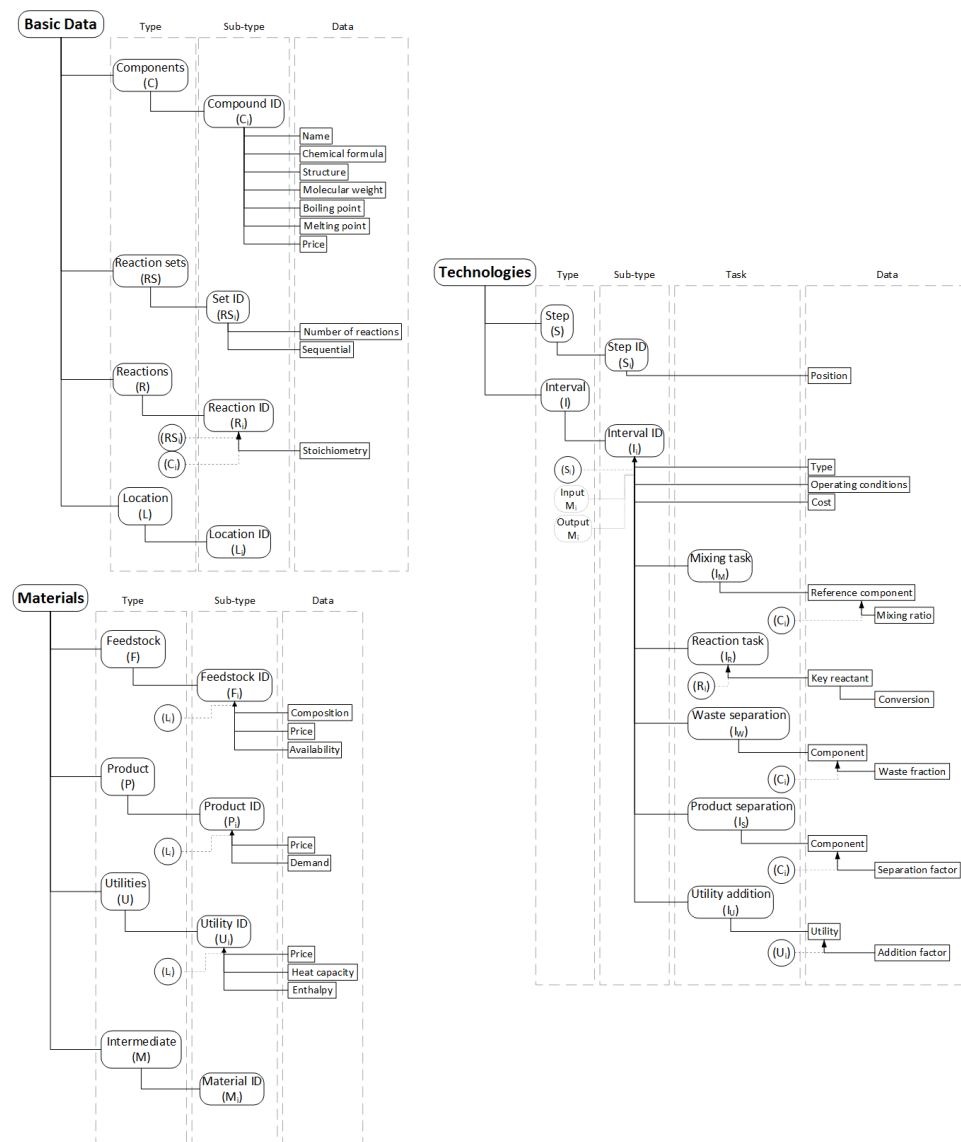 Basic Data
Type
Sub-type
Data
Components
(C)
Compound ID
(Ci)
Name
Chemical formula
Structure
Molecular weight
Boiling point
Melting point
Price
Reaction sets
(RS)
Set ID
(RSi)
Number of reactions
Sequential
Reactions
(R)
Reaction ID
(Ri)
(RSi)
(Ci)
Stoichiometry
Location
(L)
Location ID
(Li)
Materials
Type
Sub-type
Data
Feedstock
(F)
Feedstock ID
(Fi)
(Li)
Composition
Price
Availability
Product
(P)
Product ID
(Pi)
(Li)
Price
Demand
Utilities
(U)
Utility ID
(Ui)
(Li)
Price
Heat capacity
Enthalpy
Intermediate
(M)
Material ID
(Mi)
Technologies
Type
Sub-type
Task
Data
Step
(S)
Step ID
(Si)
Position
Interval
(I)
Interval ID
(Ii)
(Si)
Input
Mi
Output
Mi
Type
Operating conditions
Cost
Mixing task
(IM)
Reference component
(Ci)
Mixing ratio
Reaction task
(IR)
(Ri)
Key reactant
Conversion
Waste separation
(IW)
Component
(Ci)
Waste fraction
Product separation
(IS)
Component
(Ci)
Separation factor
Utility addition
(IU)
Utility
(Ui)
Addition factor